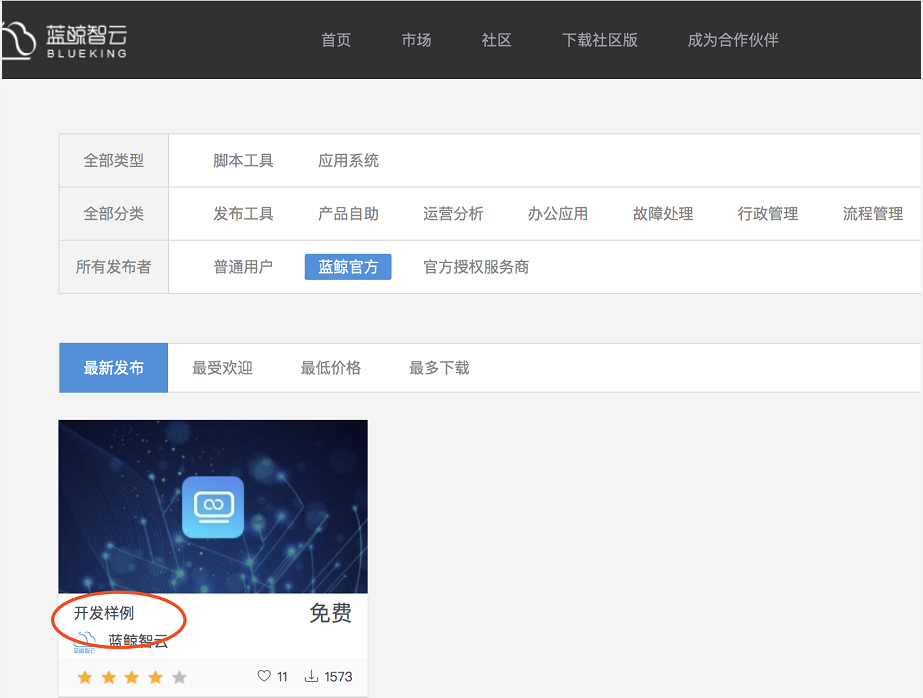 蓝鲸智云
BLUEKING
首页 市场 社区 下载社区版 成为合作伙伴
全部类型 脚本工具 应用系统
全部分类 发布工具 产品自助 运营分析 办公应用 故障处理 行政管理 流程管理
所有发布者 普通用户 蓝鲸官方 官方授权服务商
最新发布 最受欢迎 最低价格 最多下载
开发样例 免费
蓝鲸智云
11 1573